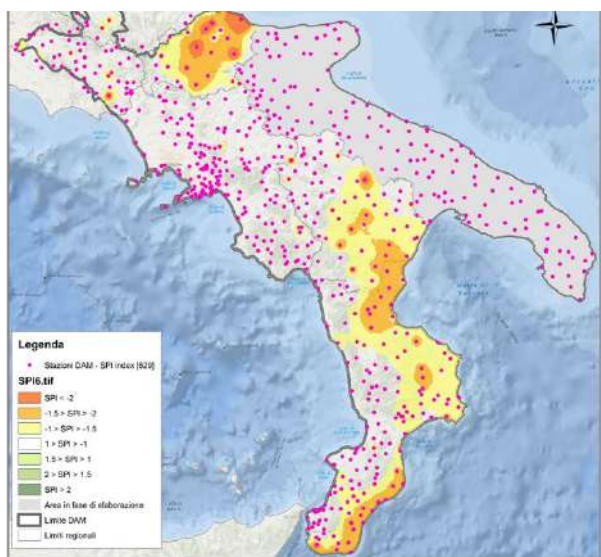 Legenda
Stazioni DAM - SPI index (829)
SPI6.tif
SPI < -2
-1.5 > SPI > -2
-1 > SPI > -1.5
1 > SPI > -1
1.5 > SPI > 1
2 > SPI > 1.5
SPI > 2
Area in fase di elaborazione
Limite DAM
Limiti regionali